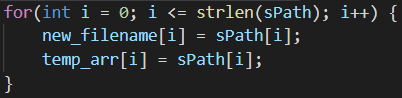 for(int i = 0; i <= strlen(sPath); i++) {
    new_filename[i] = sPath[i];
    temp_arr[i] = sPath[i];
}